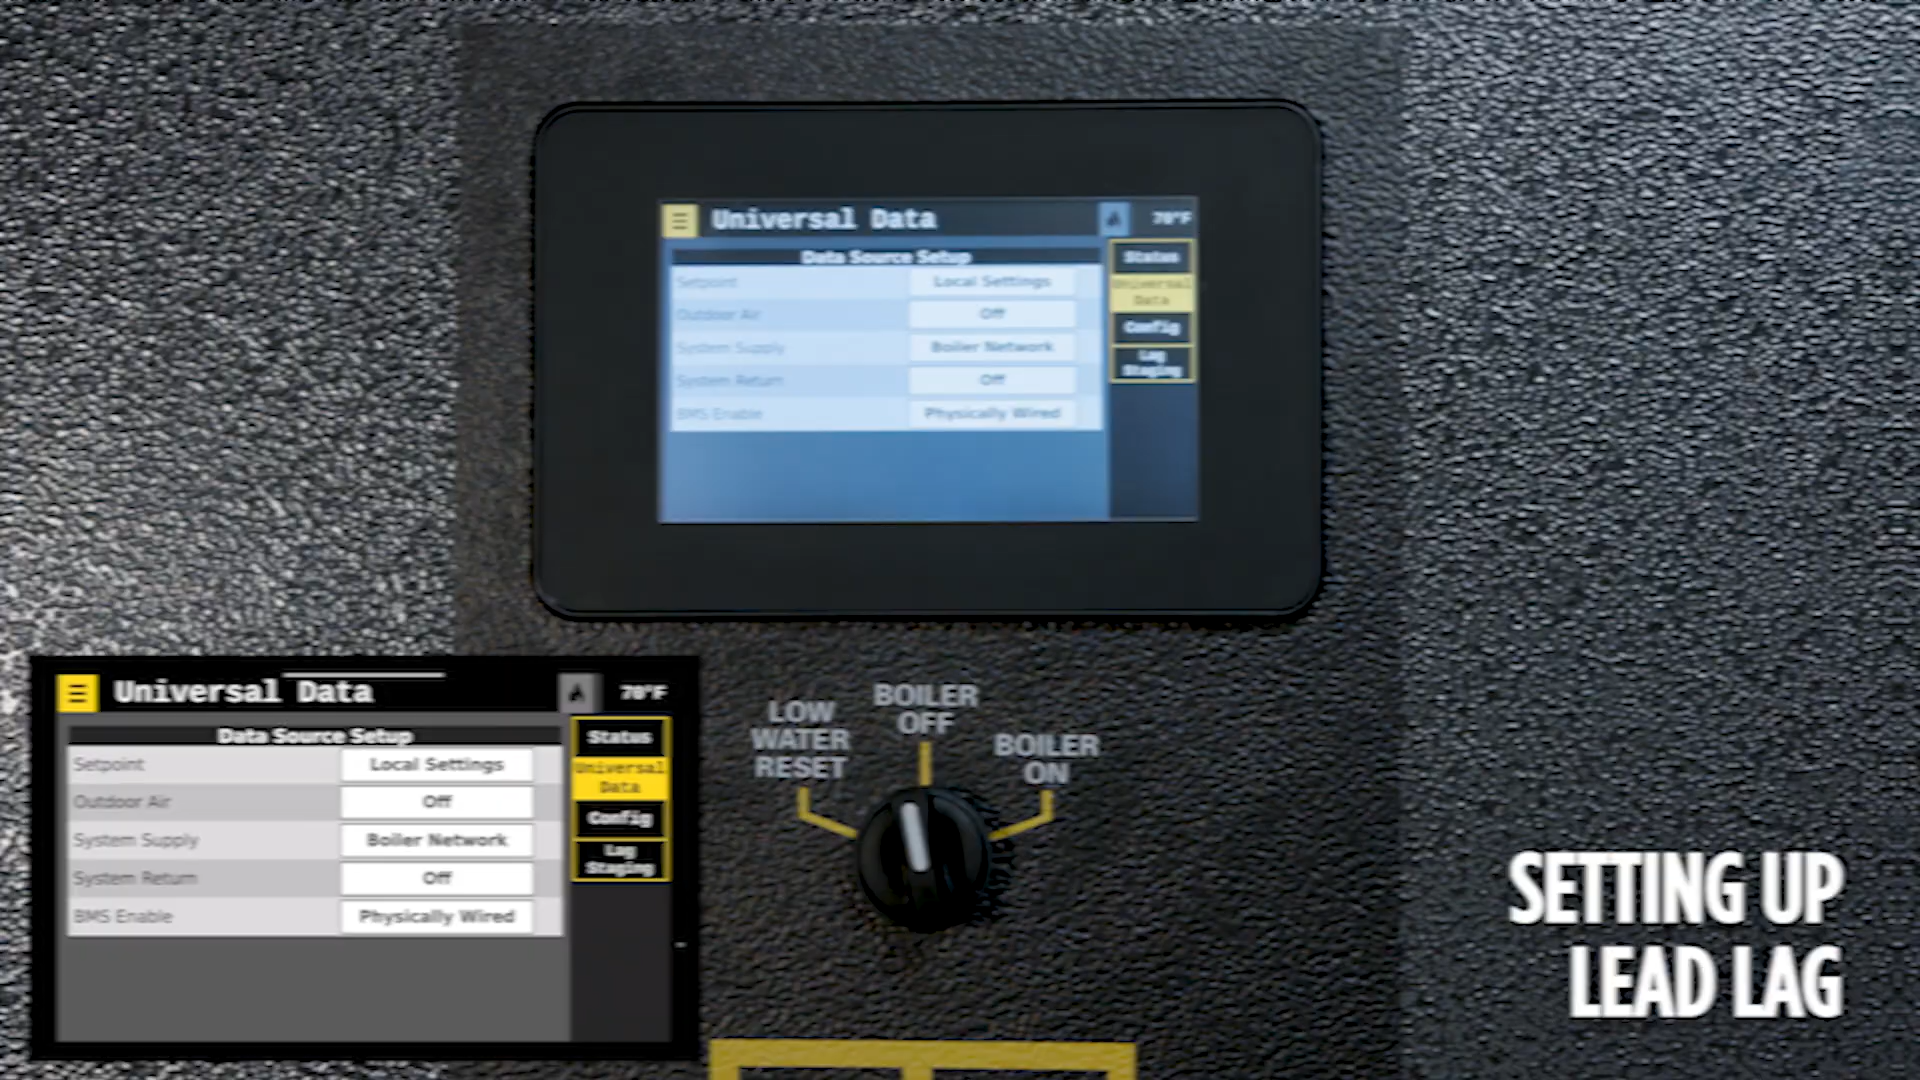 Universal Data
70°F
Data Source Setup
Setpoint Local Settings
Outdoor Air Off
System Supply Boiler Network
System Return Off
BMS Enable Physically Wired
Status
Universal
Data
Config
Lag
Staging
Universal Data
70°F
Data Source Setup
Setpoint Local Settings
Outdoor Air Off
System Supply Boiler Network
System Return Off
BMS Enable Physically Wired
Status
Universal
Data
Config
Lag
Staging
LOW
WATER
RESET
BOILER
OFF
BOILER
ON
SETTING UP
LEAD LAG